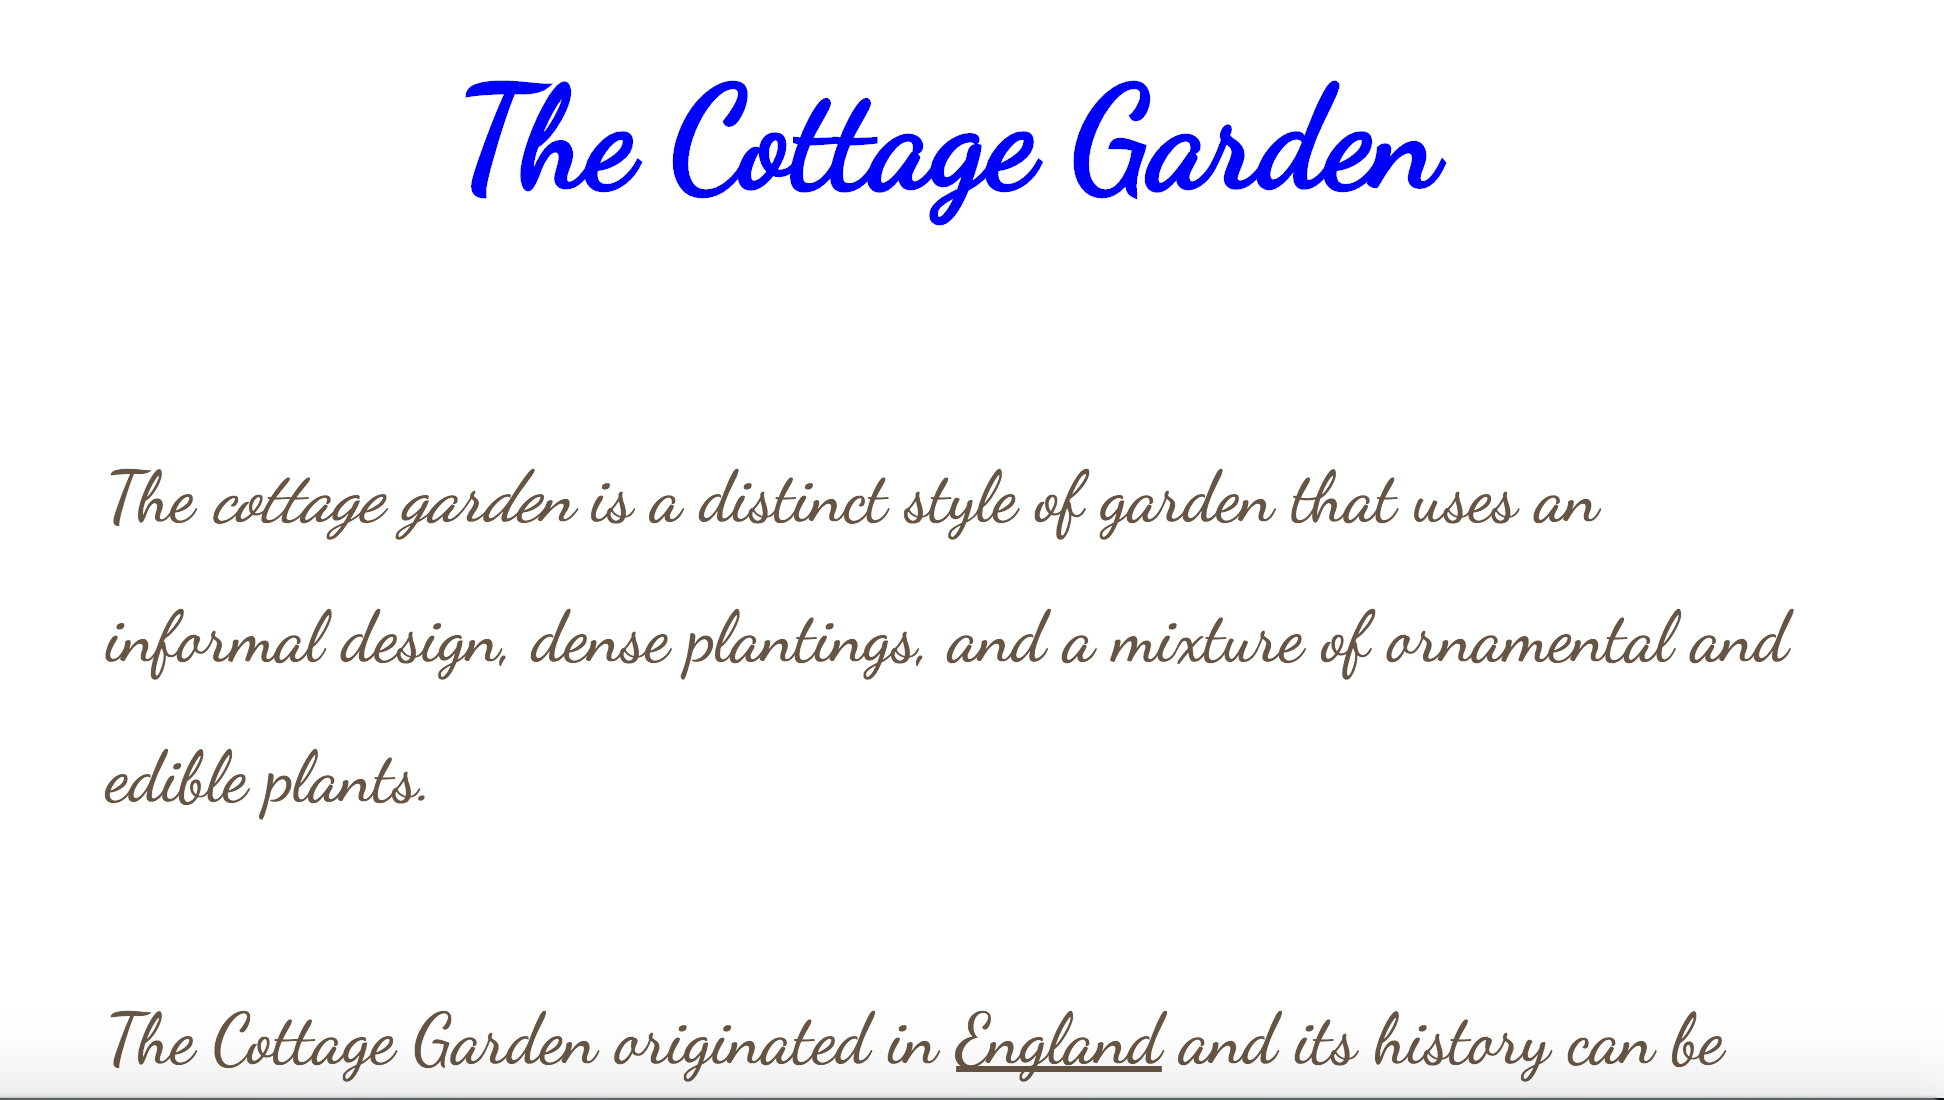 The Cottage Garden
The cottage garden is a distinct style of garden that uses an
informal design, dense plantings, and a mixture of ornamental and
edible plants.
The Cottage Garden originated in England and its history can be